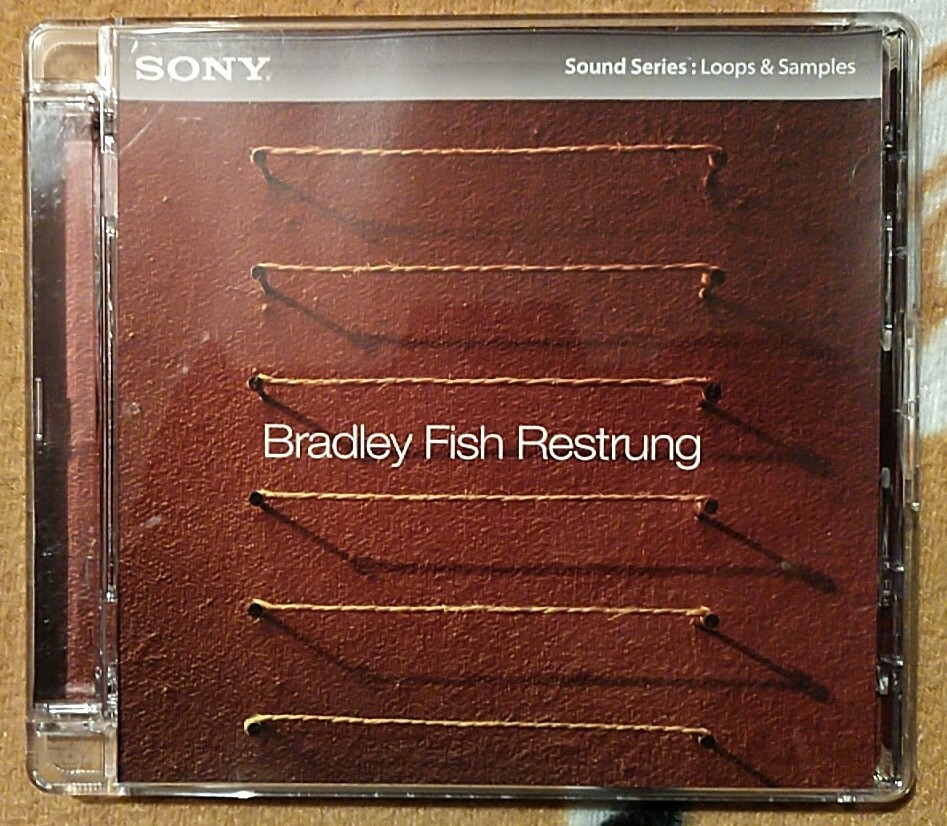 SONY.
Sound Series: Loops & Samples
Bradley Fish Restrung